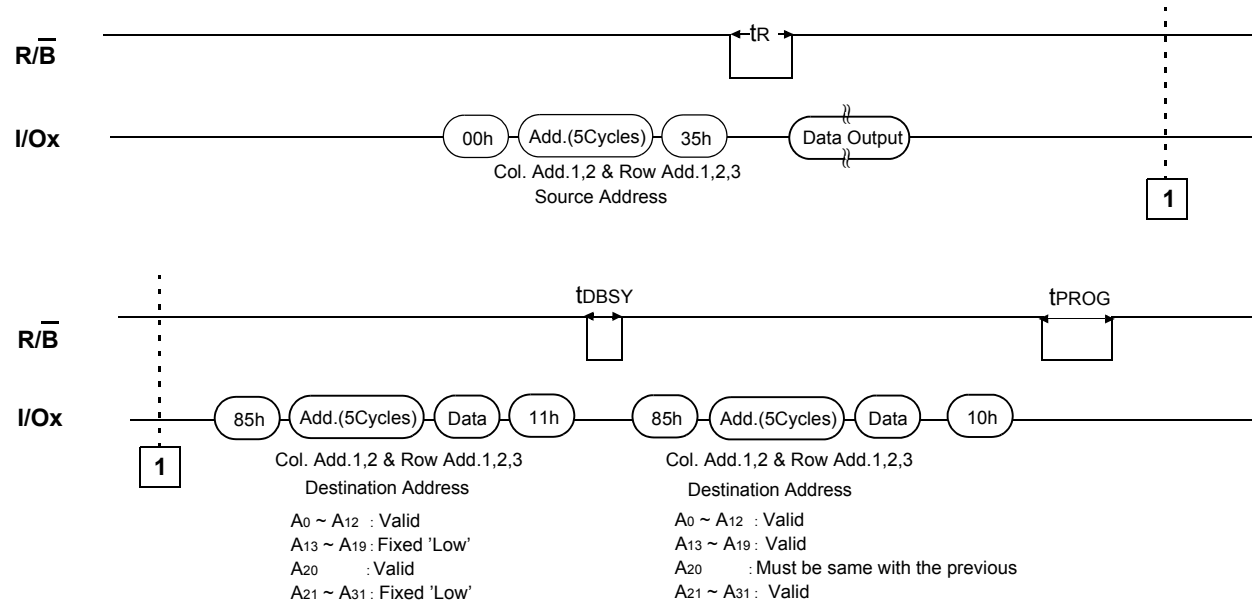 R/B tR
I/Ox 00h Add.(5Cycles) 35h Data Output
Col. Add.1,2 & Row Add.1,2,3
Source Address
1
R/B tDBSY tPROG
I/Ox 85h Add.(5Cycles) Data 11h 85h Add.(5Cycles) Data 10h
1
Col. Add.1,2 & Row Add.1,2,3 Col. Add.1,2 & Row Add.1,2,3
Destination Address Destination Address
A0 ~ A12 : Valid A0 ~ A12 : Valid
A13 ~ A19 : Fixed 'Low' A13 ~ A19 : Valid
A20 : Valid A20 : Must be same with the previous
A21 ~ A31 : Fixed 'Low' A21 ~ A31 : Valid